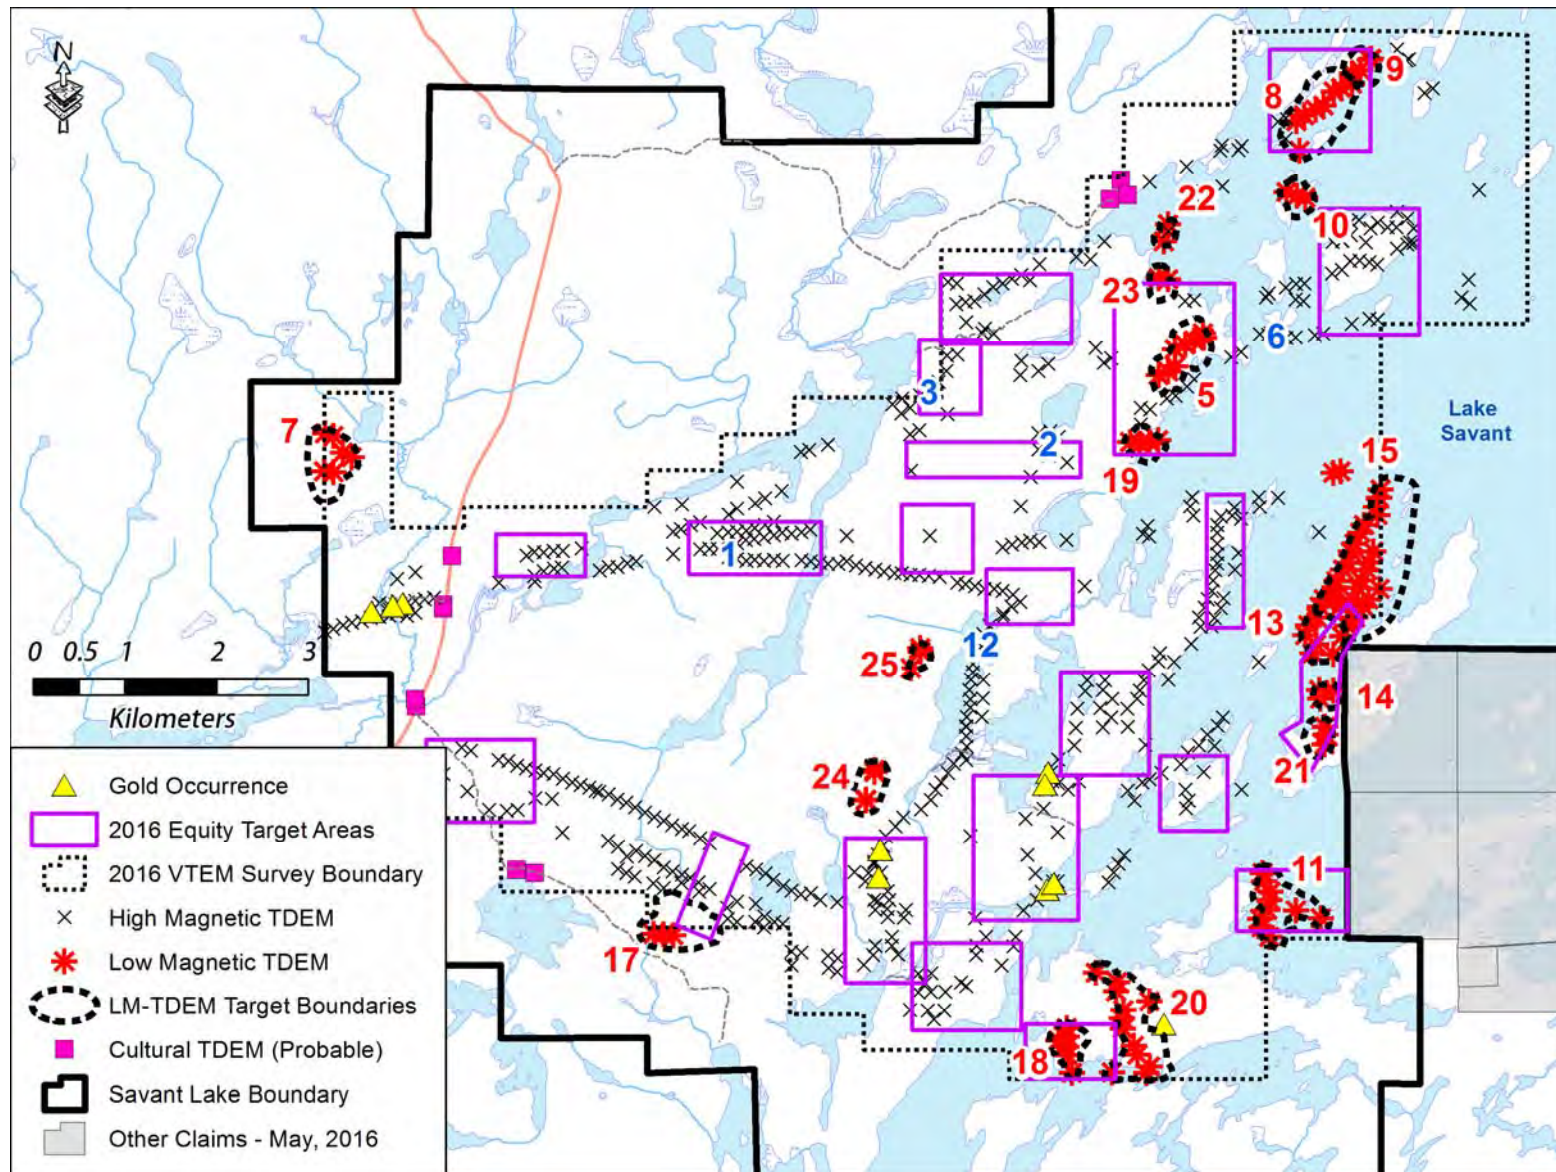 N
9
8
22
10
23
6
3
5
Lake
Savant
2
7
19
15
1
13
12
0 0.5 1 2 3
Kilometers
25
14
21
24
11
17
20
18
Gold Occurrence
2016 Equity Target Areas
2016 VTEM Survey Boundary
High Magnetic TDEM
Low Magnetic TDEM
LM-TDEM Target Boundaries
Cultural TDEM (Probable)
Savant Lake Boundary
Other Claims - May, 2016